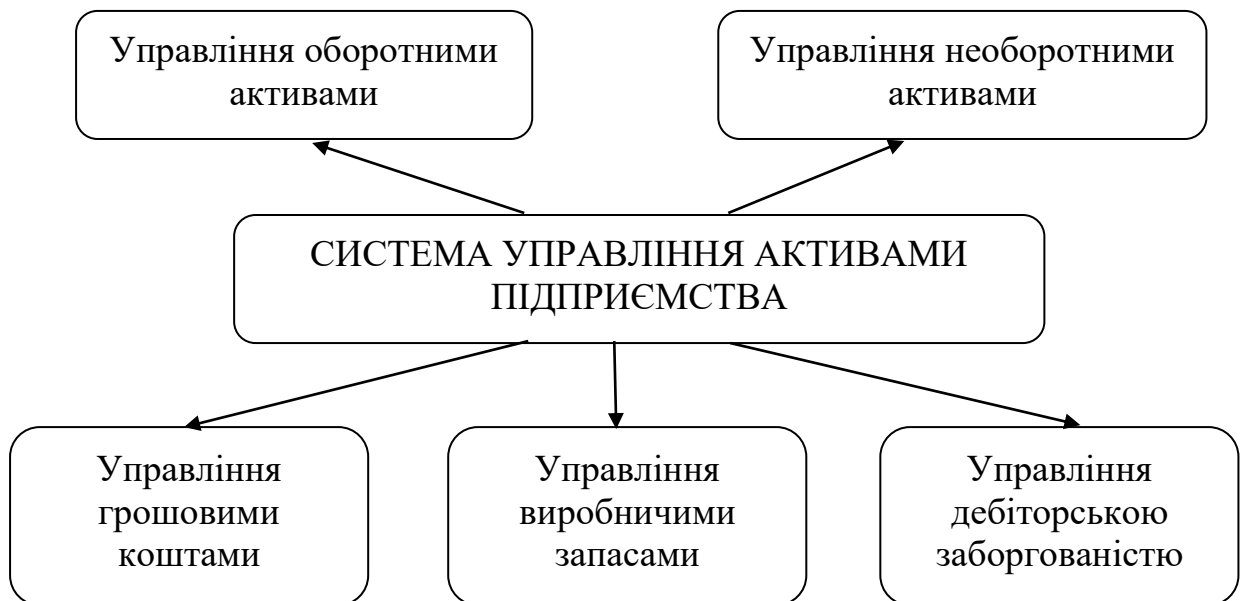 Управління оборотними
активами
Управління необоротними
активами
СИСТЕМА УПРАВЛІННЯ АКТИВАМИ
ПІДПРИЄМСТВА
Управління
грошовими
коштами
Управління
виробничими
запасами
Управління
дебіторською
заборгованістю